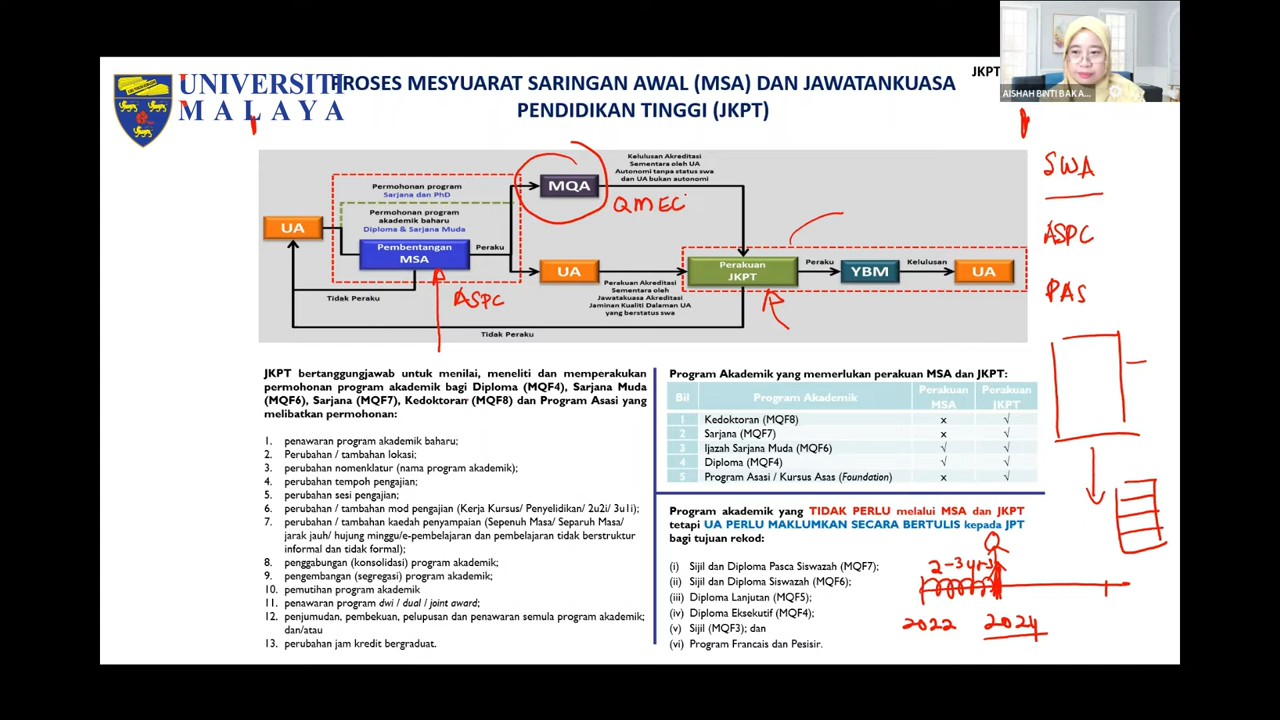 UNIVERSITI
MALAYA
PROSES MESYUARAT SARINGAN AWAL (MSA) DAN JAWATANKUASA
PENDIDIKAN TINGGI (JKPT)
JKPT
AISHAH BINTI BAKA...
Permohonan program
Sarjana dan PhD
Permohonan program
akademik baharu
Diploma & Sarjana Muda
UA
Pembentangan
MSA
Peraku
Tidak Peraku
ASPC
MQA
QMEC
Kelulusan Akreditasi
Sementara oleh UA
Autonomi tanpa status swa
dan UA bukan autonomi
UA
Perakuan Akreditasi
Sementara oleh
Jawatakuasa Akreditasi
Jaminan Kualiti Dalaman UA
yang berstatus swa
Perakuan
JKPT
Peraku
YBM
Kelulusan
UA
Tidak Peraku
SWA
ASPC
PAS
JKPT bertanggungjawab untuk menilai, meneliti dan memperakukan
permohonan program akademik bagi Diploma (MQF4), Sarjana Muda
(MQF6), Sarjana (MQF7), Kedoktoran (MQF8) dan Program Asasi yang
melibatkan permohonan:
1. penawaran program akademik baharu;
2. Perubahan / tambahan lokasi;
3. perubahan nomenklatur (nama program akademik);
4. perubahan tempoh pengajian;
5. perubahan sesi pengajian;
6. perubahan / tambahan mod pengajian (Kerja Kursus/ Penyelidikan/ 2u2i/ 3u1i);
7. perubahan / tambahan kaedah penyampaian (Sepenuh Masa/ Separuh Masa/
jarak jauh/ hujung minggu/e-pembelajaran dan pembelajaran tidak berstruktur
informal dan tidak formal);
8. penggabungan (konsolidasi) program akademik;
9. pengembangan (segregasi) program akademik;
10. pemutihan program akademik
11. penawaran program dwi / dual / joint award;
12. penjumudan, pembekuan, pelupusan dan penawaran semula program akademik;
dan/atau
13. perubahan jam kredit bergraduat.
Program Akademik yang memerlukan perakuan MSA dan JKPT:
Bil Program Akademik Perakuan MSA Perakuan JKPT
1 Kedoktoran (MQF8) x √
2 Sarjana (MQF7) x √
3 Ijazah Sarjana Muda (MQF6) √ √
4 Diploma (MQF4) √ √
5 Program Asasi / Kursus Asas (Foundation) x √
Program akademik yang TIDAK PERLU melalui MSA dan JKPT
tetapi UA PERLU MAKLUMKAN SECARA BERTULIS kepada JPT
bagi tujuan rekod:
(i) Sijil dan Diploma Pasca Siswazah (MQF7);
(ii) Sijil dan Diploma Siswazah (MQF6);
(iii) Diploma Lanjutan (MQF5);
(iv) Diploma Eksekutif (MQF4);
(v) Sijil (MQF3); dan
(vi) Program Francais dan Pesisir.
Q
2-3 yrs
2022 2024